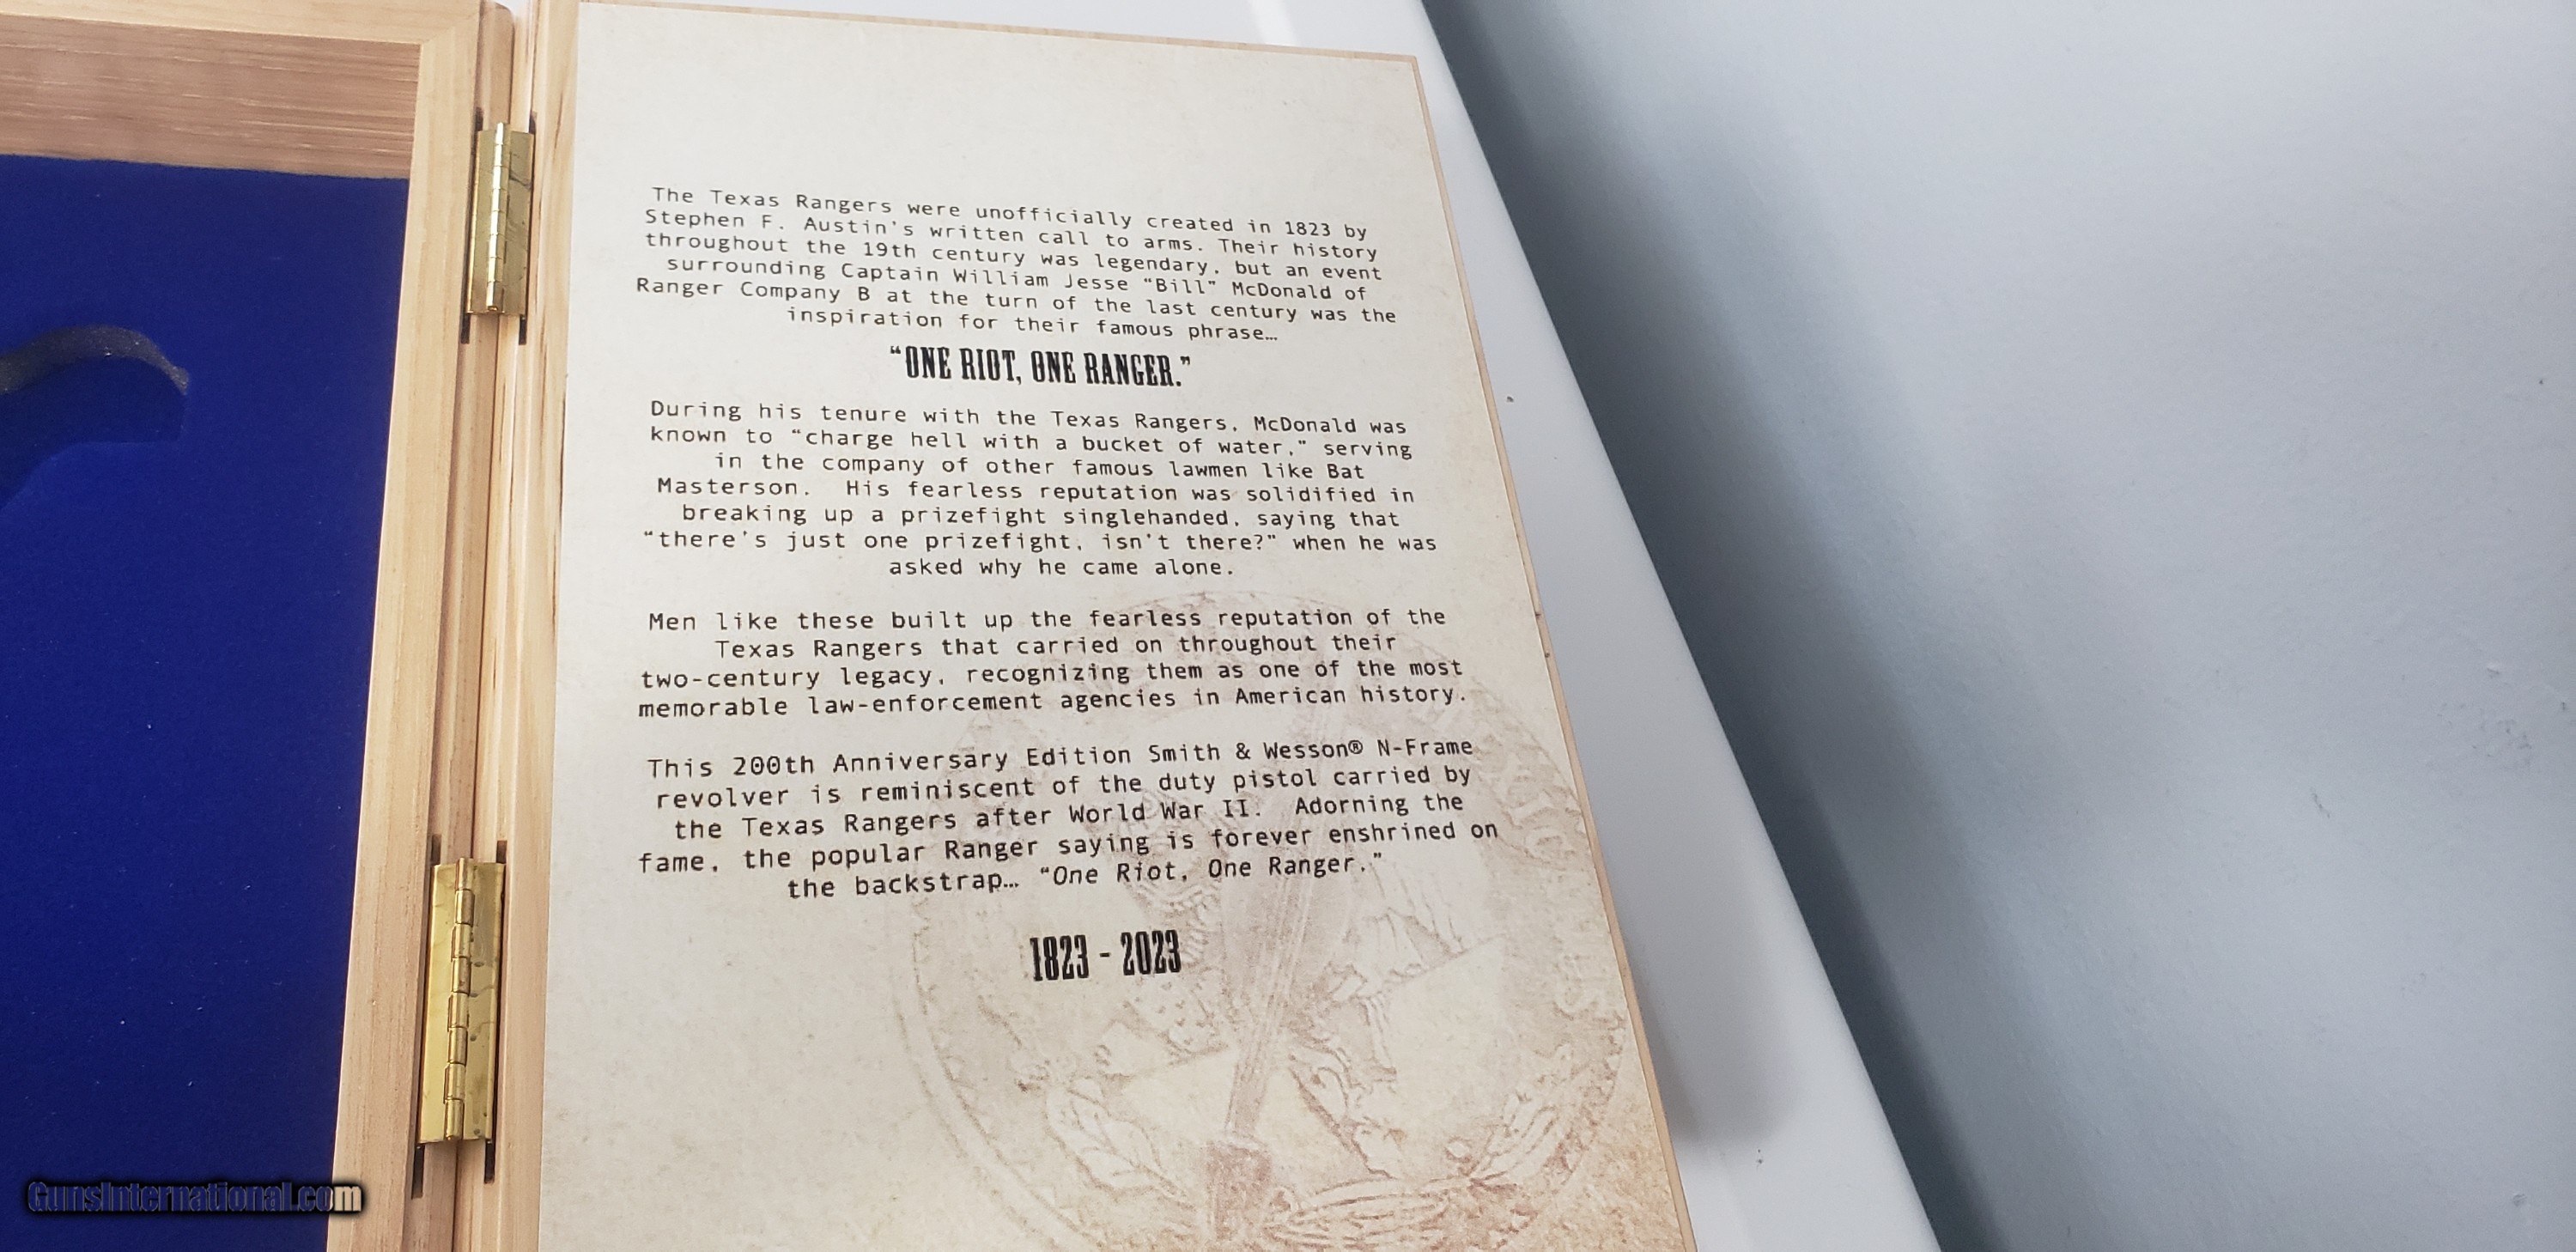 The Texas Rangers were unofficially created in 1823 by
Stephen F. Austin's written call to arms. Their history
throughout the 19th century was legendary, but an event
surrounding Captain William Jesse “Bill” McDonald of
Ranger Company B at the turn of the last century was the
inspiration for their famous phrase…
“ONE RIOT, ONE RANGER.”
During his tenure with the Texas Rangers, McDonald was
known to “charge hell with a bucket of water,” serving
in the company of other famous lawmen like Bat
Masterson.  His fearless reputation was solidified in
breaking up a prizefight singlehanded, saying that
“there's just one prizefight, isn't there?” when he was
asked why he came alone.
Men like these built up the fearless reputation of the
Texas Rangers that carried on throughout their
two-century legacy, recognizing them as one of the most
memorable law-enforcement agencies in American history.
This 200th Anniversary Edition Smith & Wesson® N-Frame
revolver is reminiscent of the duty pistol carried by
the Texas Rangers after World War II.  Adorning the
fame, the popular Ranger saying is forever enshrined on
the backstrap… “One Riot, One Ranger.”
1823 - 2023
GunsInternational.com